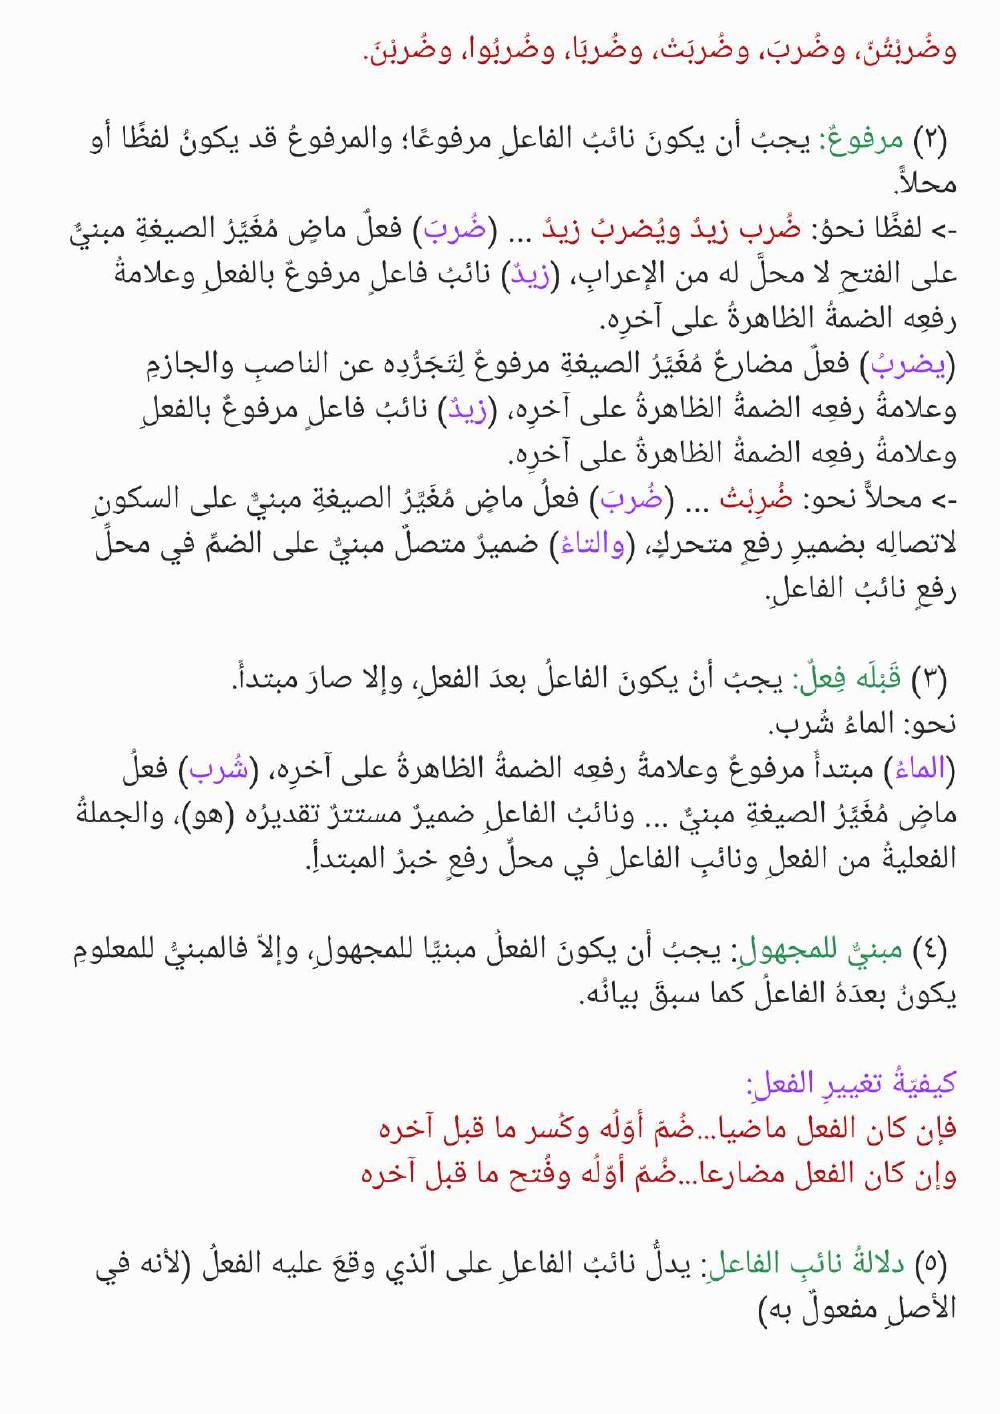 وضُربْتُنّ، وضُربَ، وضُربَتْ، وضُربَا، وضُربُوا، وضُربْنَ.
(٢) مرفوعٌ: يجبُ أن يكونَ نائبُ الفاعلِ مرفوعًا؛ والمرفوعُ قد يكونُ لفظًا أو
محلاًّ.
-> لفظًا نحوُ: ضُرب زيدٌ ويُضربُ زيدٌ ... (ضُربَ) فعلٌ ماضٍ مُغَيَّرُ الصيغةِ مبنيٌّ
على الفتحِ لا محلَّ له من الإعرابِ، (زيدٌ) نائبُ فاعلٍ مرفوعٌ بالفعلِ وعلامةُ
رفعِه الضمةُ الظاهرةُ على آخرِه.
(يضربُ) فعلٌ مضارعٌ مُغَيَّرُ الصيغةِ مرفوعٌ لِتَجَرُّدِه عن الناصبِ والجازمِ
وعلامةُ رفعِه الضمةُ الظاهرةُ على آخرِه، (زيدٌ) نائبُ فاعلٍ مرفوعٌ بالفعلِ
وعلامةُ رفعِه الضمةُ الظاهرةُ على آخرِه.
-> محلاًّ نحو: ضُرِبْتُ ... (ضُربَ) فعلُ ماضٍ مُغَيَّرُ الصيغةِ مبنيٌّ على السكونِ
لاتصالِه بضميرِ رفعٍ متحركٍ، (والتاءُ) ضميرٌ متصلٌ مبنيٌّ على الضمِّ في محلِّ
رفعٍ نائبُ الفاعلِ.
(٣) قَبْلَه فِعلٌ: يجبُ أنْ يكونَ الفاعلُ بعدَ الفعلِ، وإلا صارَ مبتدأً.
نحو: الماءُ شُرب.
(الماءُ) مبتدأٌ مرفوعٌ وعلامةُ رفعِه الضمةُ الظاهرةُ على آخرِه، (شُرب) فعلُ
ماضٍ مُغَيَّرُ الصيغةِ مبنيٌّ ... ونائبُ الفاعلِ ضميرٌ مستترٌ تقديرُه (هو)، والجملةُ
الفعليةُ من الفعلِ ونائبِ الفاعلِ في محلِّ رفعٍ خبرُ المبتدأِ.
(٤) مبنيٌّ للمجهولِ: يجبُ أن يكونَ الفعلُ مبنيًّا للمجهولِ، وإلاّ فالمبنيُّ للمعلومِ
يكونُ بعدَهُ الفاعلُ كما سبقَ بيانُه.
كيفيّةُ تغييرِ الفعلِ:
فإن كان الفعل ماضيا...ضُمّ أوّلُه وكُسر ما قبل آخره
وإن كان الفعل مضارعا...ضُمّ أوّلُه وفُتح ما قبل آخره
(٥) دلالةُ نائبِ الفاعلِ: يدلُّ نائبُ الفاعلِ على الّذي وقعَ عليه الفعلُ (لأنه في
الأصلِ مفعولٌ به)